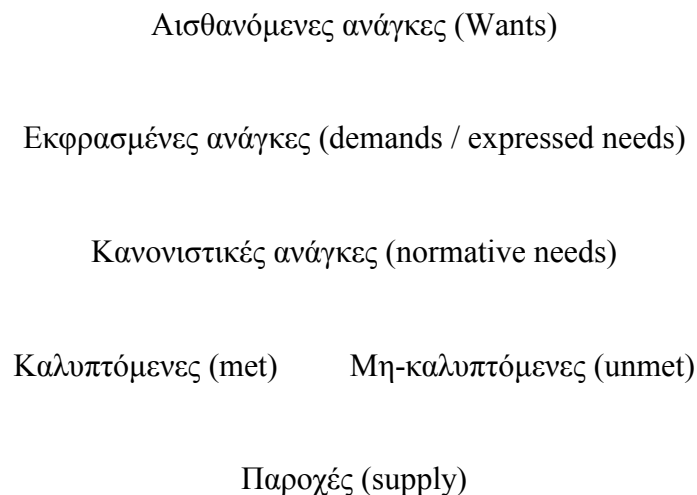 Αισθανόμενες ανάγκες (Wants)
Εκφρασμένες ανάγκες (demands / expressed needs)
Κανονιστικές ανάγκες (normative needs)
Καλυπτόμενες (met) Μη-καλυπτόμενες (unmet)
Παροχές (supply)